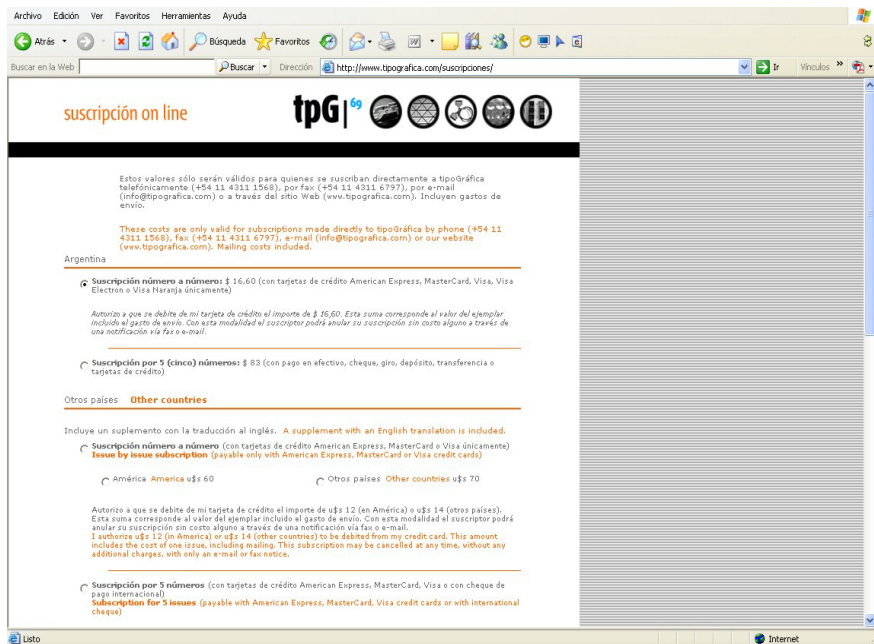 Archivo Edición Ver Favoritos Herramientas Ayuda
Atrás Búsqueda Favoritos
Buscar en la Web Buscar Dirección http://www.tipografica.com/suscripciones/ Ir Vínculos »
suscripción on line tpG| 69
Estos valores sólo serán válidos para quienes se suscriban directamente a tipoGráfica
telefónicamente (+54 11 4311 1568), por fax (+54 11 4311 6797), por e-mail
(info@tipografica.com) o a través del sitio Web (www.tipografica.com). Incluyen gastos de
envío.
These costs are only valid for subscriptions made directly to tipoGráfica by phone (+54 11
4311 1568), fax (+54 11 4311 6797), e-mail (info@tipografica.com) or our website
(www.tipografica.com). Mailing costs included.
Argentina
Suscripción número a número: $ 16,60 (con tarjetas de crédito American Express, MasterCard, Visa, Visa
Electron o Visa Naranja únicamente)
Autorizo a que se debite de mi tarjeta de crédito el importe de $ 16,60. Esta suma corresponde al valor del ejemplar
incluido el gasto de envío. Con esta modalidad el suscriptor podrá anular su suscripción sin costo alguno a través de
una notificación vía fax o e-mail.
Suscripción por 5 (cinco) números: $ 83 (con pago en efectivo, cheque, giro, depósito, transferencia o
tarjetas de crédito)
Otros países Other countries
Incluye un suplemento con la traducción al inglés. A supplement with an English translation is included.
Suscripción número a número (con tarjetas de crédito American Express, MasterCard o Visa únicamente)
Issue by issue subscription (payable only with American Express, MasterCard or Visa credit cards)
América America u$s 60 Otros países Other countries u$s 70
Autorizo a que se debite de mi tarjeta de crédito el importe de u$s 12 (en América) o u$s 14 (otros países).
Esta suma corresponde al valor del ejemplar incluido el gasto de envío. Con esta modalidad el suscriptor podrá
anular su suscripción sin costo alguno a través de una notificación vía fax o e-mail.
I authorize u$s 12 (in America) or u$s 14 (other countries) to be debited from my credit card. This amount
includes the cost of one issue, including mailing. This subscription may be cancelled at any time, without any
additional charges, with only an e-mail or fax notice.
Suscripción por 5 números (con tarjetas de crédito American Express, MasterCard, Visa o con cheque de
pago internacional)
Subscription for 5 issues (payable with American Express, MasterCard, Visa credit cards or with international
cheque)
Listo Internet